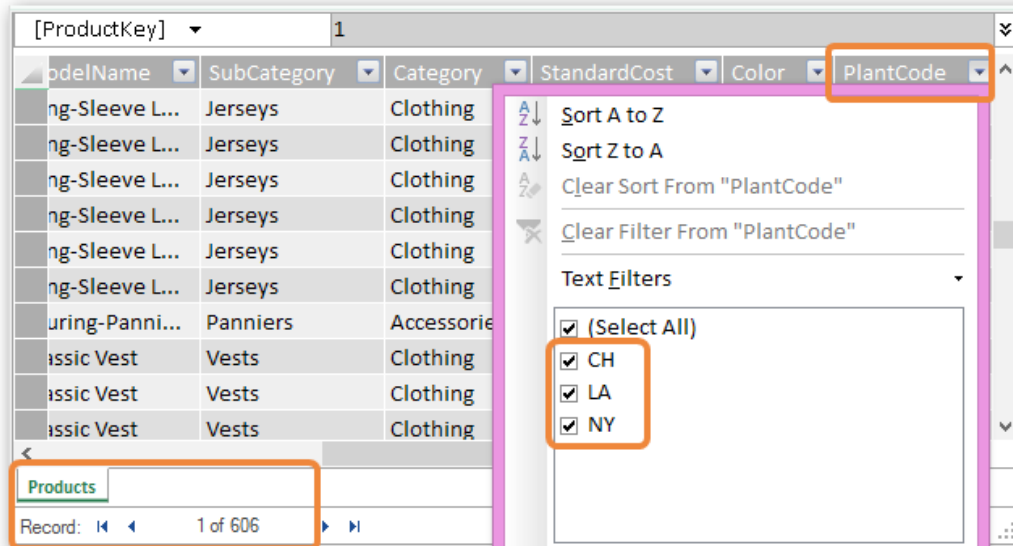 [ProductKey] 1
odelName SubCategory Category StandardCost Color PlantCode
ng-Sleeve L... Jerseys Clothing
ng-Sleeve L... Jerseys Clothing
ng-Sleeve L... Jerseys Clothing
ng-Sleeve L... Jerseys Clothing
ng-Sleeve L... Jerseys Clothing
ng-Sleeve L... Jerseys Clothing
uring-Panni... Panniers Accessorie
assic Vest Vests Clothing
assic Vest Vests Clothing
assic Vest Vests Clothing
Sort A to Z
Sort Z to A
Clear Sort From "PlantCode"
Clear Filter From "PlantCode"
Text Filters
(Select All)
CH
LA
NY
Products
Record: 1 of 606